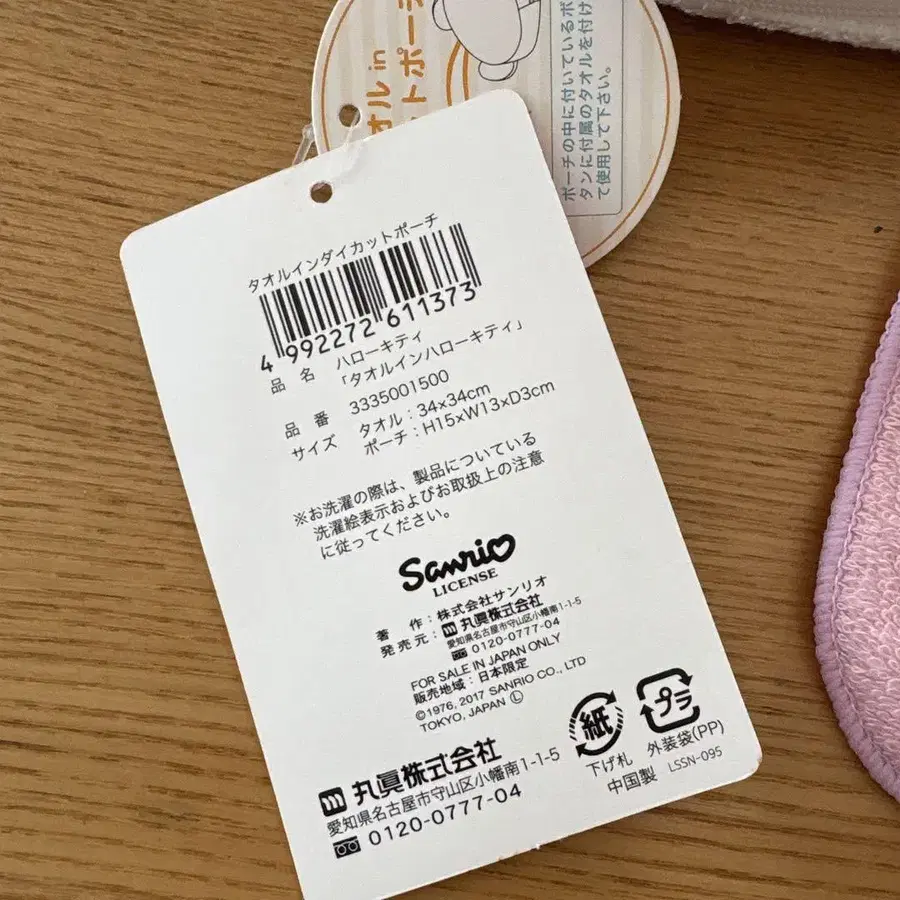 オルin
ットポー
ポーチの中に付いているボ
タンに付属のタオルを付け
て使用して下さい。
タオルインダイカットポーチ
4 992272 611373
品名 ハローキティ
「タオルインハローキティ」
品番 3335001500
サイズ タオル:34×34cm
ポーチ:H15×W13×D3cm
※お洗濯の際は、製品についている
洗濯絵表示およびお取扱上の注意
に従ってください。
Sanrio
LICENSE
著作:株式会社サンリオ
発売元:m 丸眞株式会社
愛知県名古屋市守山区小幡南1-1-5
0120-0777-04
FOR SALE IN JAPAN ONLY
販売地域:日本限定
©1976, 2017 SANRIO CO., LTD
TOKYO, JAPAN Ⓛ
m 丸眞株式会社
愛知県名古屋市守山区小幡南1-1-5
0120-0777-04
紙
下げ札
プラ
外装袋(PP)
中国製 LSSN-095